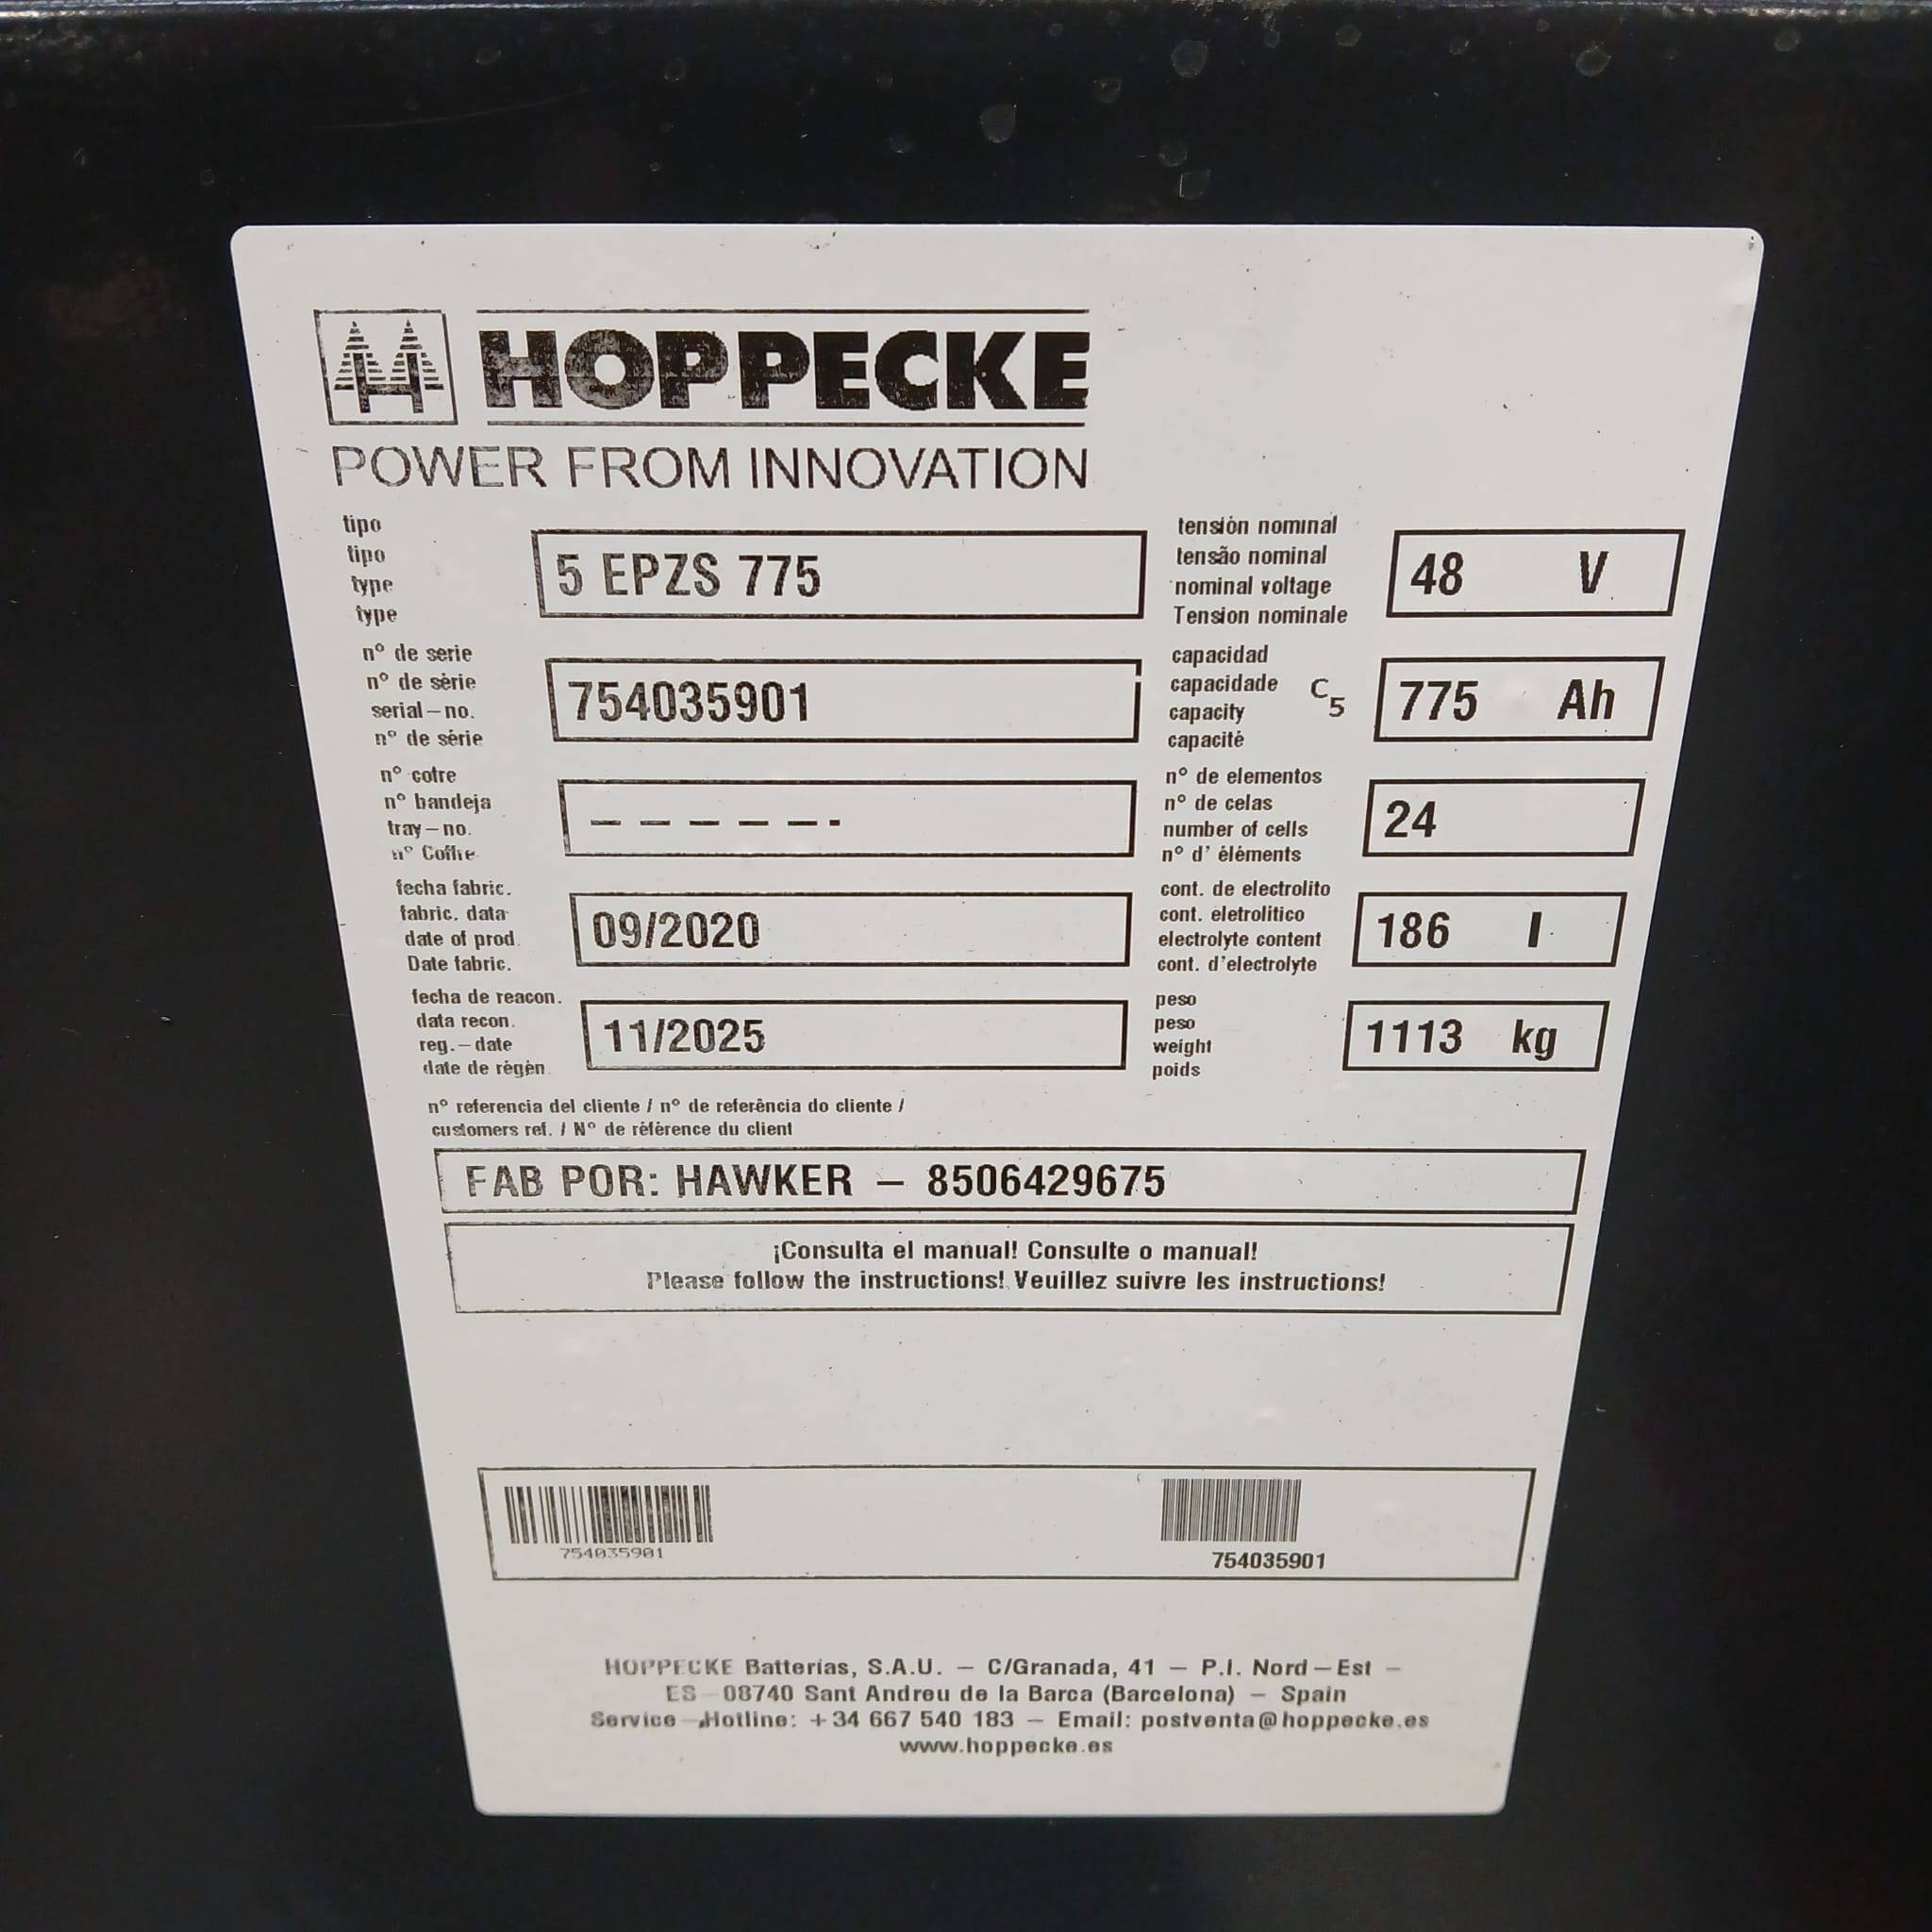 HOPPECKE
POWER FROM INNOVATION
tipo
tipo
type
type
5 EPZS 775
tensión nominal
tensão nominal
nominal voltage
Tension nominale
48 V
nº de serie
nº de série
serial-no.
nº de série
754035901
capacidad
capacidade
capacity
capacité
C5
775 Ah
nº cofre
nº bandeja
tray-no.
nº Coffre
– – – – –-
nº de elementos
nº de celas
number of cells
nº d' éléments
24
fecha fabric.
fabric. data
date of prod.
Date fabric.
09/2020
cont. de electrolito
cont. eletrolítico
electrolyte content
cont. d'electrolyte
186 l
fecha de reacon.
data recon.
reg.-date
date de régén.
11/2025
peso
peso
weight
poids
1113 kg
nº referencia del cliente / nº de referência do cliente /
customers ref. / Nº de référence du client
FAB POR: HAWKER – 8506429675
¡Consulta el manual! Consulte o manual!
Please follow the instructions! Veuillez suivre les instructions!
754035901
754035901
HOPPECKE Batterias, S.A.U. – C/Granada, 41 – P.I. Nord-Est –
ES-08740 Sant Andreu de la Barca (Barcelona) – Spain
Service-Hotline: +34 667 540 183 – Email: postventa@hoppecke.es
www.hoppecke.es